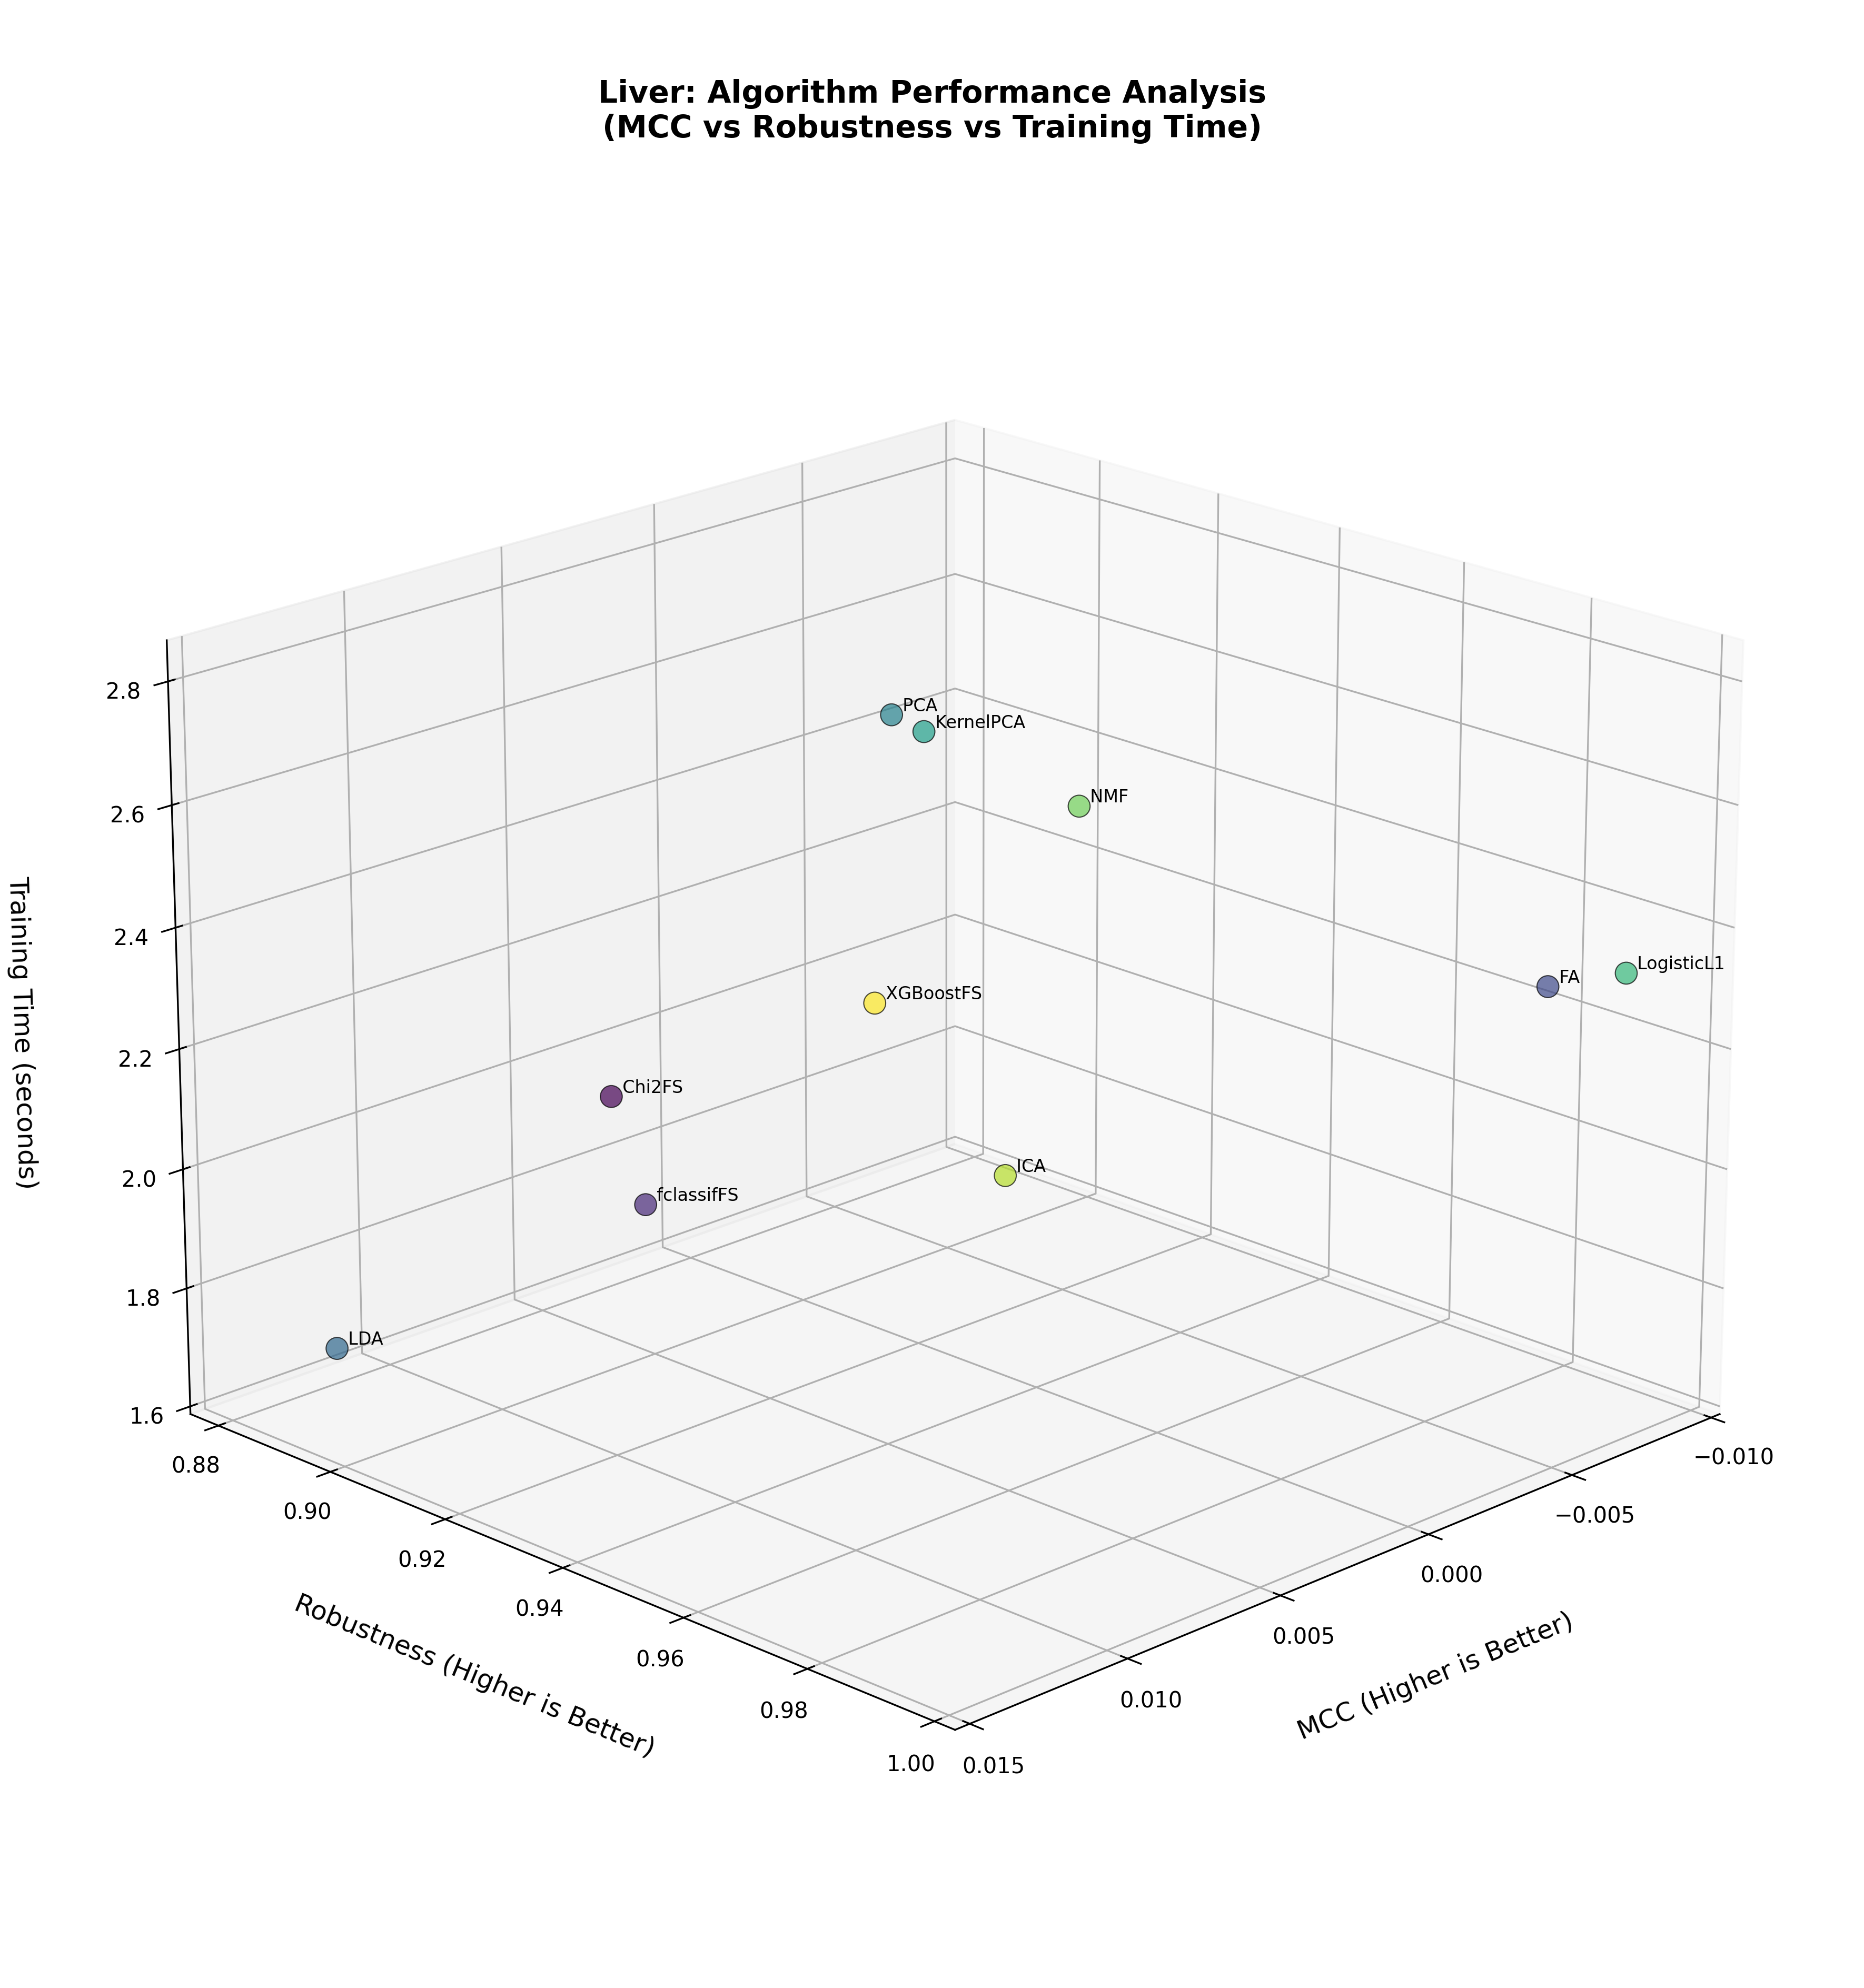 Liver: Algorithm Performance Analysis
(MCC vs Robustness vs Training Time)
PCA
KernelPCA
NMF
LogisticL1
FA
XGBoostFS
Chi2FS
ICA
fclassifFS
LDA
Training Time (seconds)
2.8
2.6
2.4
2.2
2.0
1.8
1.6
0.88
0.90
0.92
0.94
0.96
0.98
1.00
Robustness (Higher is Better)
0.015
0.010
0.005
0.000
−0.005
−0.010
MCC (Higher is Better)